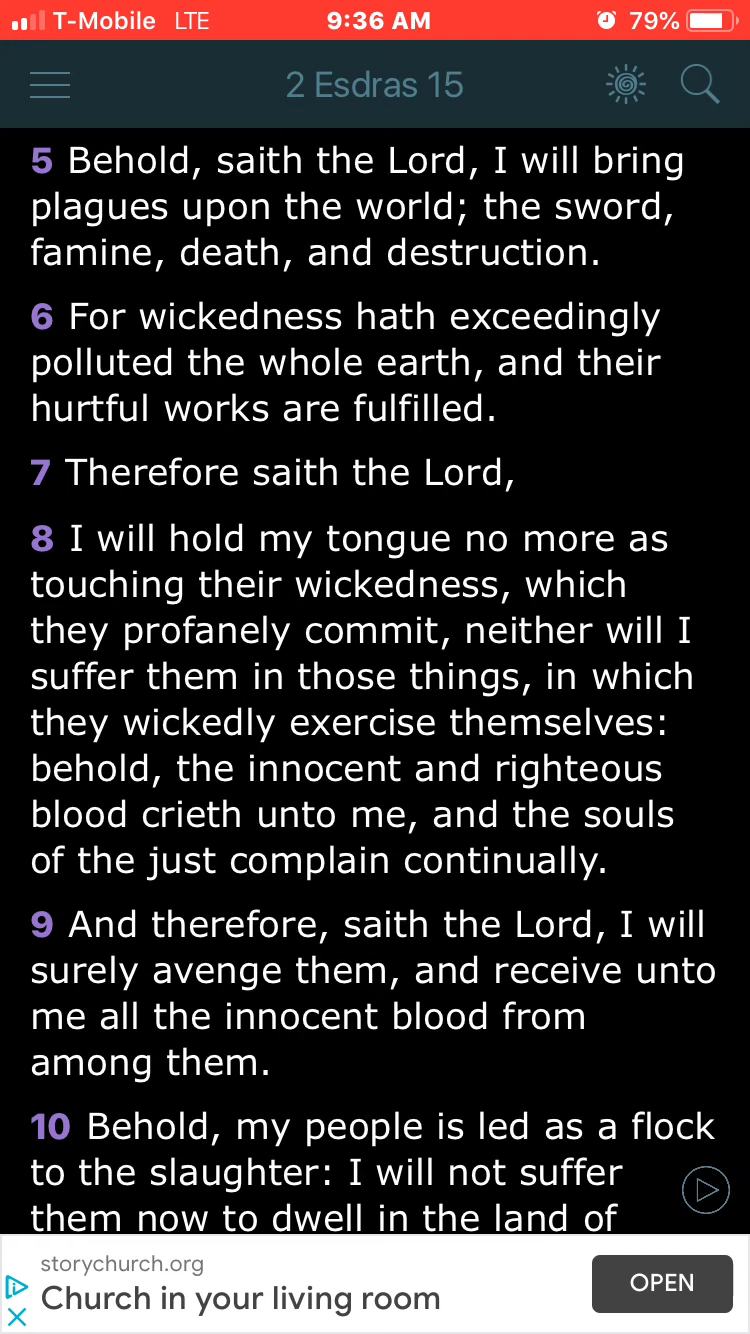 T-Mobile LTE 9:36 AM 79%
2 Esdras 15
5 Behold, saith the Lord, I will bring
plagues upon the world; the sword,
famine, death, and destruction.
6 For wickedness hath exceedingly
polluted the whole earth, and their
hurtful works are fulfilled.
7 Therefore saith the Lord,
8 I will hold my tongue no more as
touching their wickedness, which
they profanely commit, neither will I
suffer them in those things, in which
they wickedly exercise themselves:
behold, the innocent and righteous
blood crieth unto me, and the souls
of the just complain continually.
9 And therefore, saith the Lord, I will
surely avenge them, and receive unto
me all the innocent blood from
among them.
10 Behold, my people is led as a flock
to the slaughter: I will not suffer
them now to dwell in the land of
storychurch.org
Church in your living room
OPEN